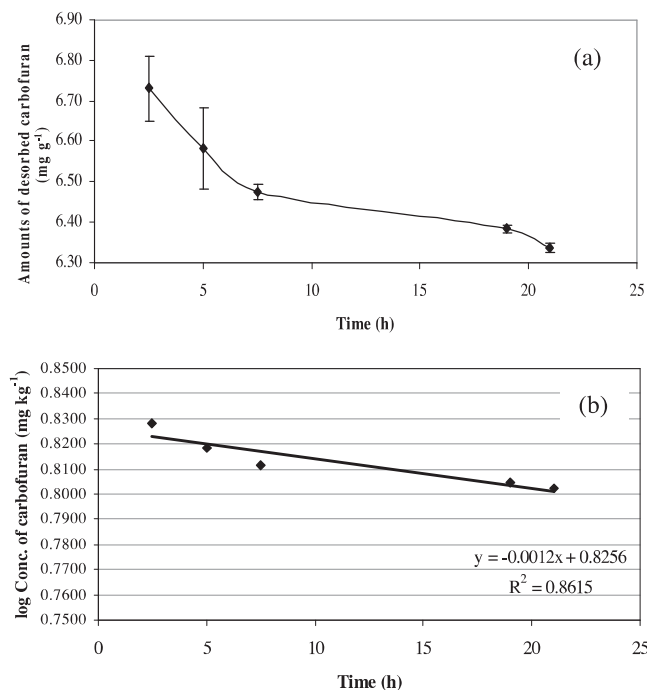 6.90
6.80
6.70
6.60
6.50
6.40
6.30
Amounts of desorbed carbofuran
(mg g-1)
(a)
0 5 10 15 20 25
Time (h)
0.8500
0.8400
0.8300
0.8200
0.8100
0.8000
0.7900
0.7800
0.7700
0.7600
0.7500
log Conc. of carbofuran (mg kg-1)
(b)
y = -0.0012x + 0.8256
R2 = 0.8615
0 5 10 15 20 25
Time (h)